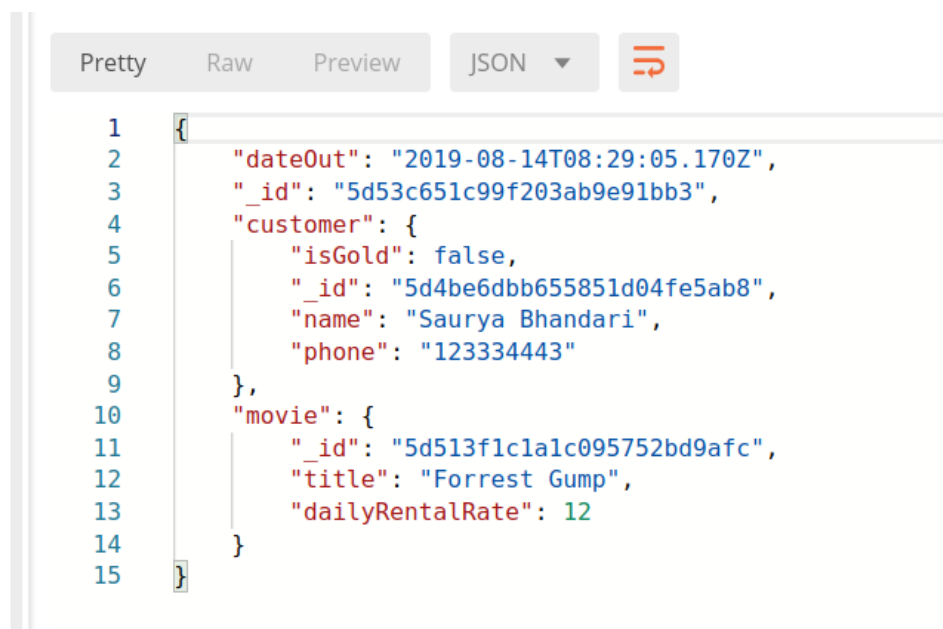 Pretty Raw Preview JSON
1 {
2 "dateOut": "2019-08-14T08:29:05.170Z",
3 "_id": "5d53c651c99f203ab9e91bb3",
4 "customer": {
5 "isGold": false,
6 "_id": "5d4be6dbb655851d04fe5ab8",
7 "name": "Saurya Bhandari",
8 "phone": "123334443"
9 },
10 "movie": {
11 "_id": "5d513f1c1a1c095752bd9afc",
12 "title": "Forrest Gump",
13 "dailyRentalRate": 12
14 }
15 }